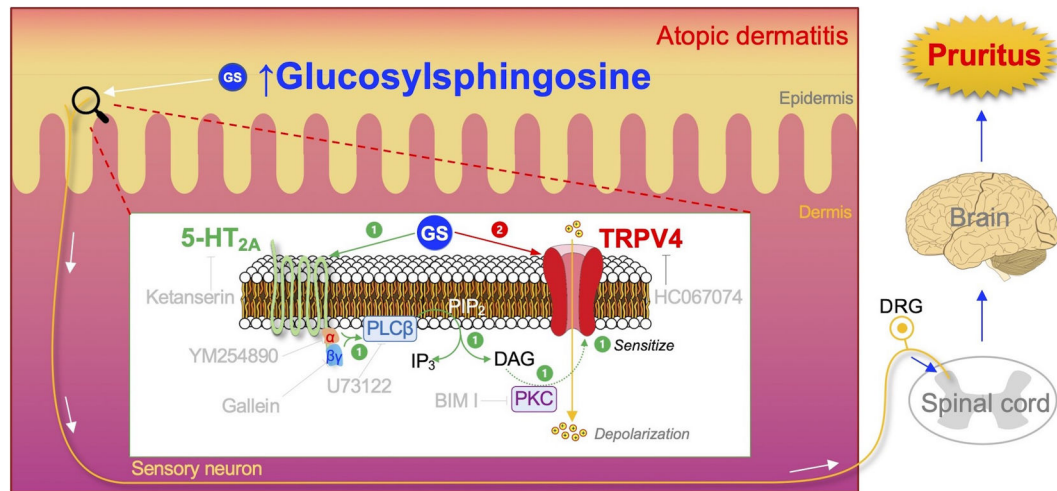 Atopic dermatitis
GS ↑Glucosylsphingosine
Epidermis
Dermis
5-HT2A
1
GS
2
TRPV4
Ketanserin
HC067074
PIP2
PLCβ
α
βγ
1
YM254890
U73122
Gallein
IP3
1
DAG
1
1 Sensitize
BIM I
PKC
Depolarization
Sensory neuron
Pruritus
Brain
DRG
Spinal cord